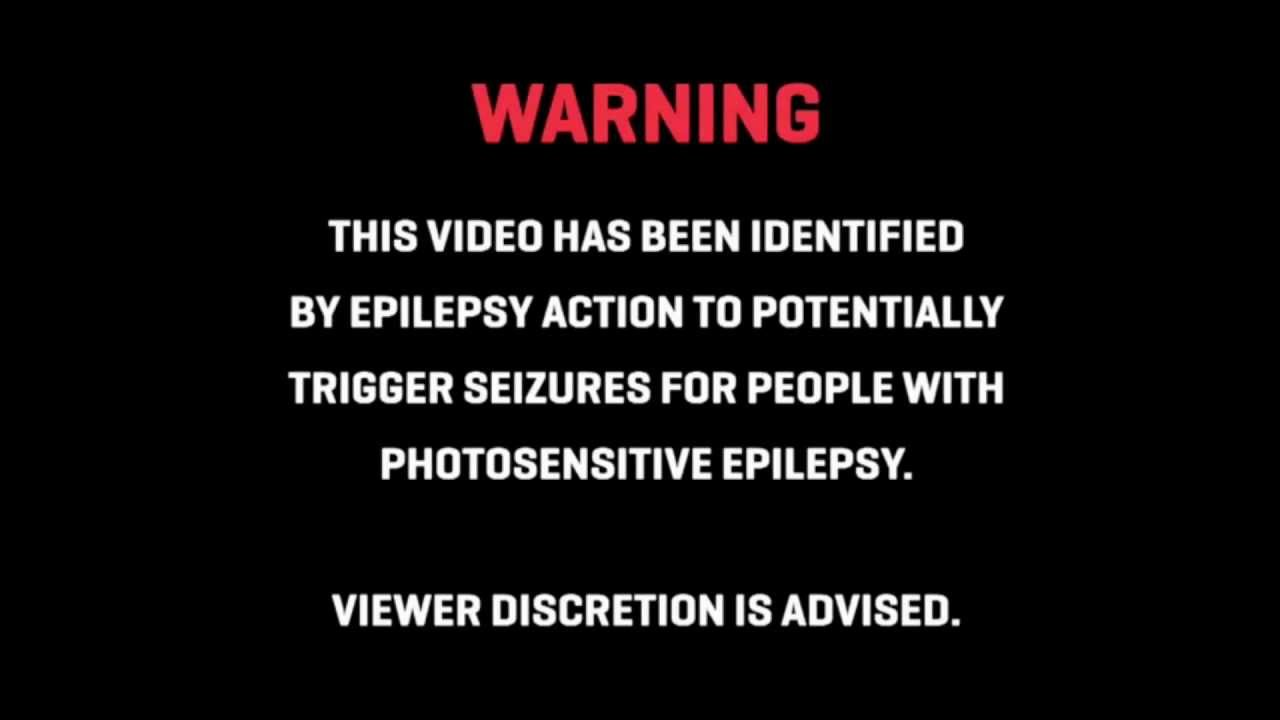 WARNING
THIS VIDEO HAS BEEN IDENTIFIED
BY EPILEPSY ACTION TO POTENTIALLY
TRIGGER SEIZURES FOR PEOPLE WITH
PHOTOSENSITIVE EPILEPSY.
VIEWER DISCRETION IS ADVISED.